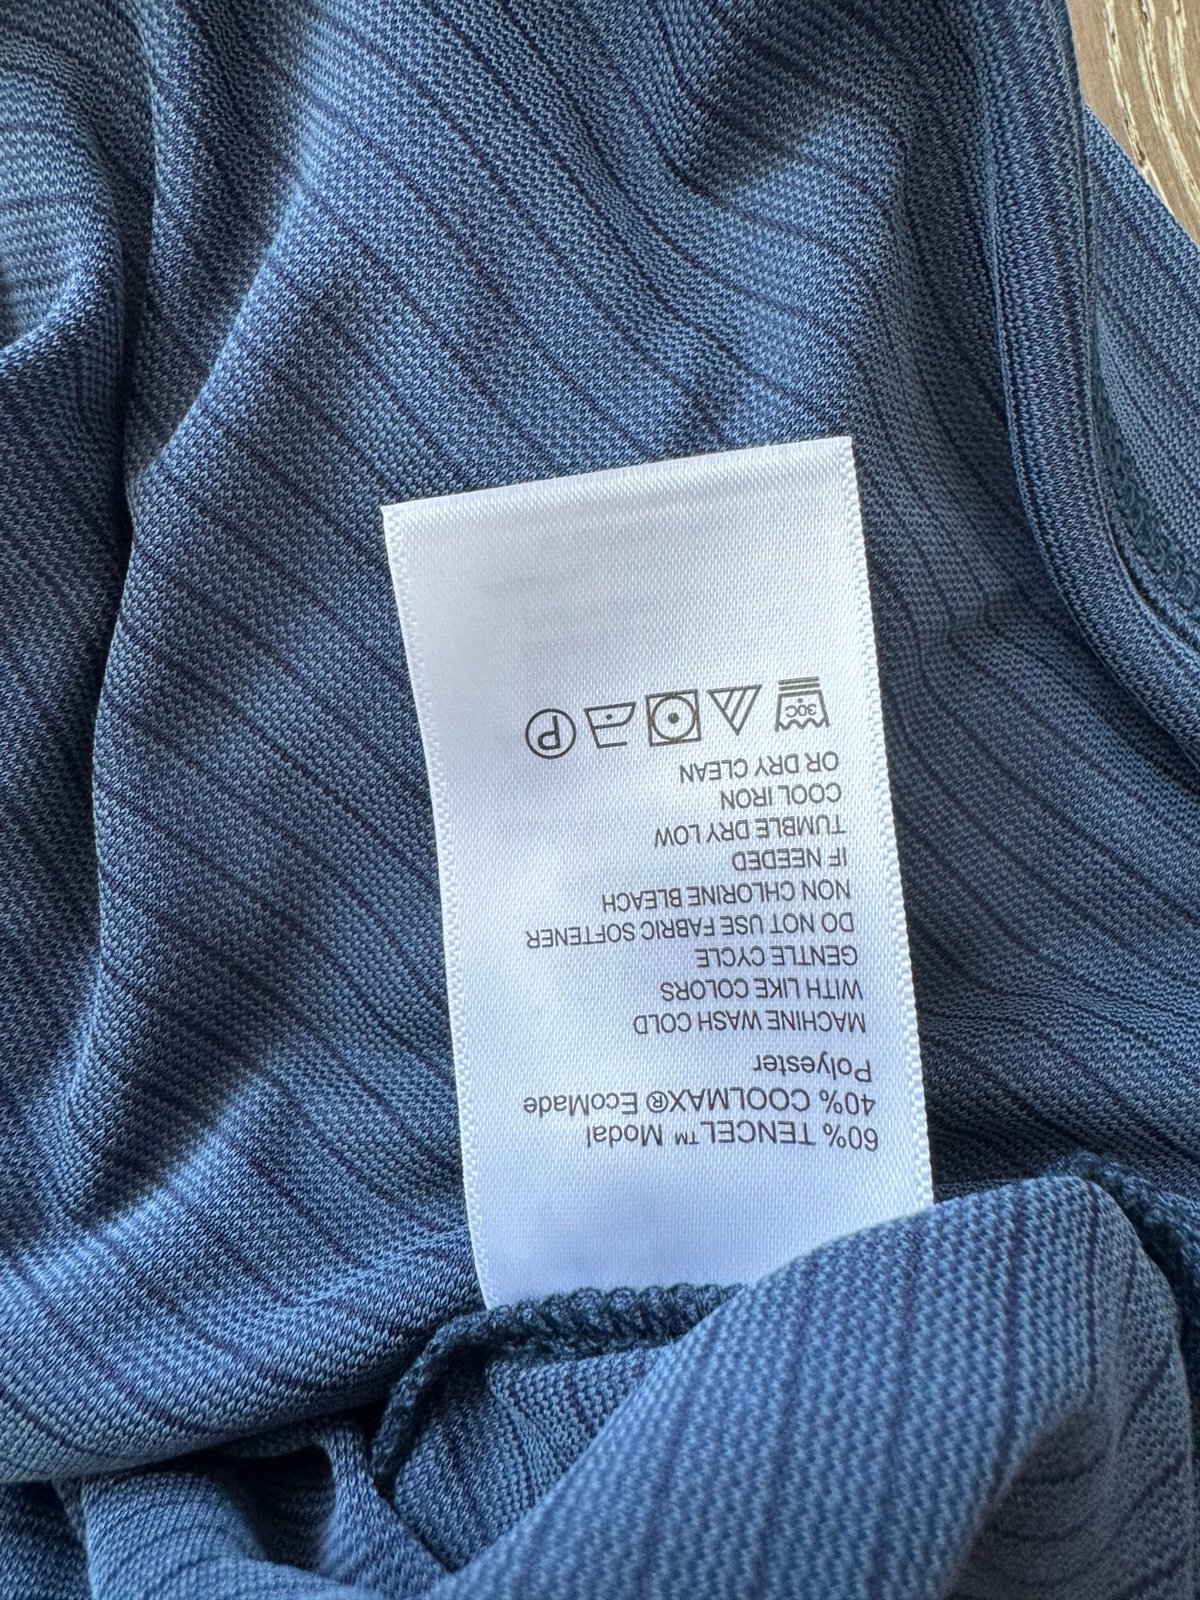 60% TENCEL™ Modal
40% COOLMAX® EcoMade
Polyester
MACHINE WASH COLD
WITH LIKE COLORS
GENTLE CYCLE
DO NOT USE FABRIC SOFTENER
NON CHLORINE BLEACH
IF NEEDED
TUMBLE DRY LOW
COOL IRON
OR DRY CLEAN
30C P